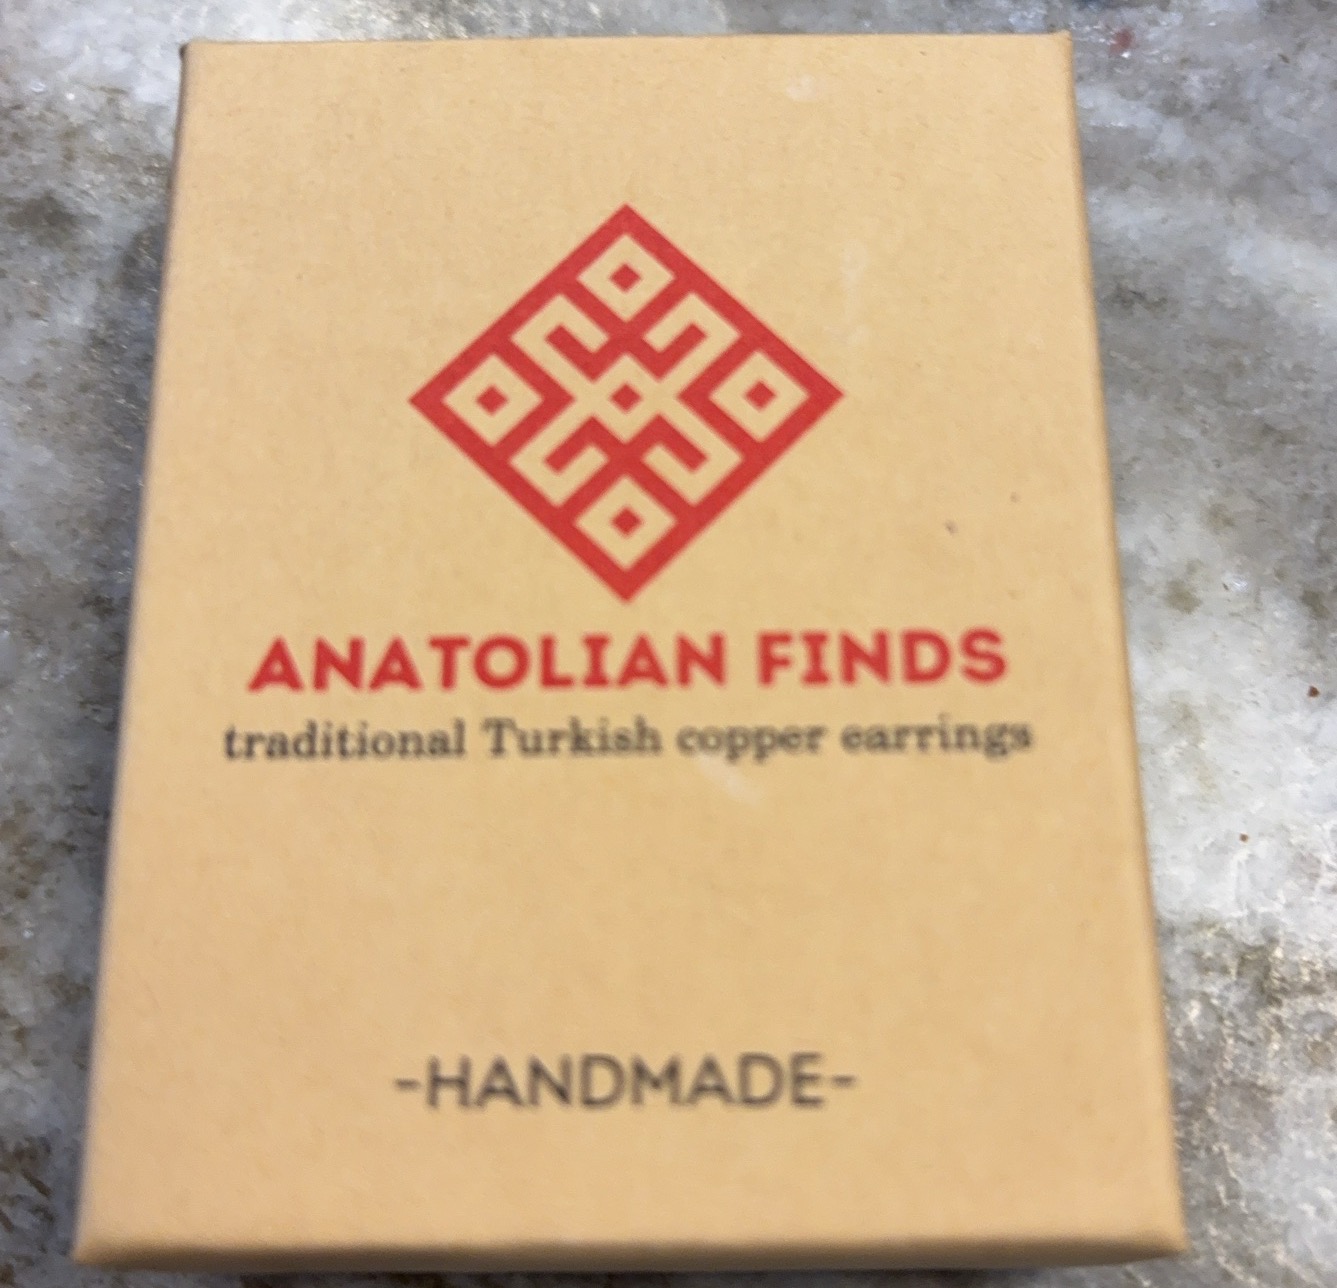 ANATOLIAN FINDS
traditional Turkish copper earrings
-HANDMADE-